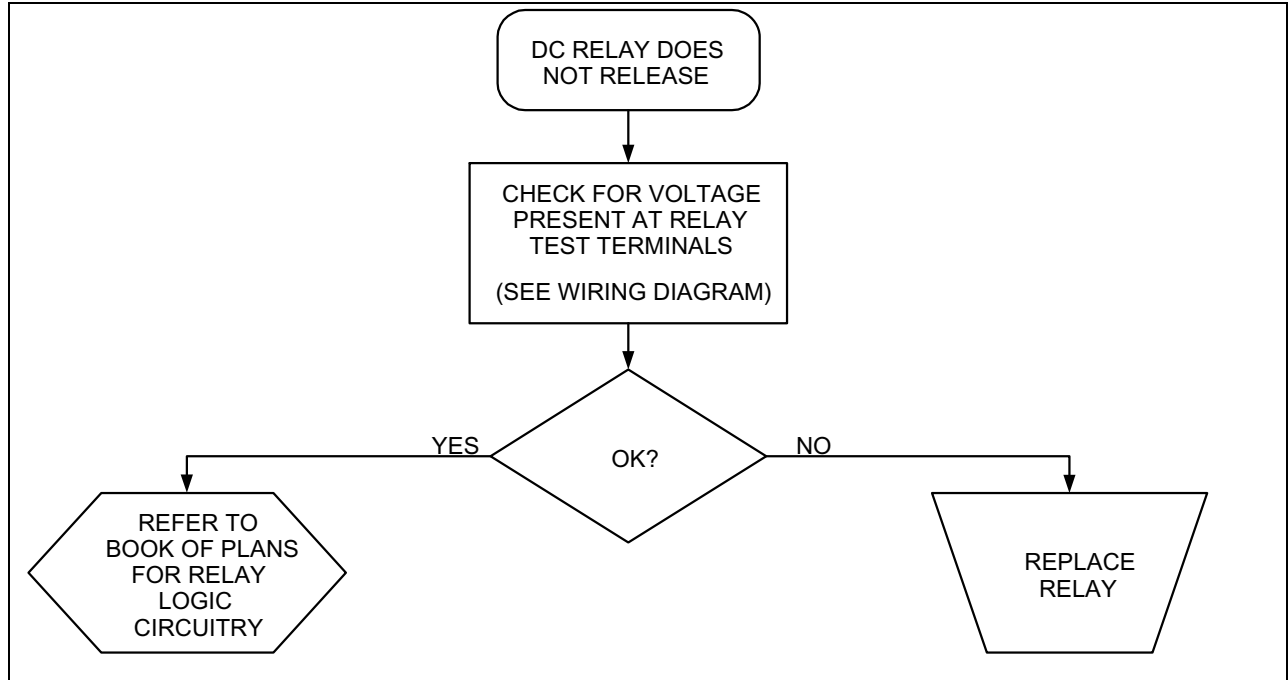 DC RELAY DOES
NOT RELEASE
CHECK FOR VOLTAGE
PRESENT AT RELAY
TEST TERMINALS
(SEE WIRING DIAGRAM)
YES
OK?
NO
REFER TO
BOOK OF PLANS
FOR RELAY
LOGIC
CIRCUITRY
REPLACE
RELAY